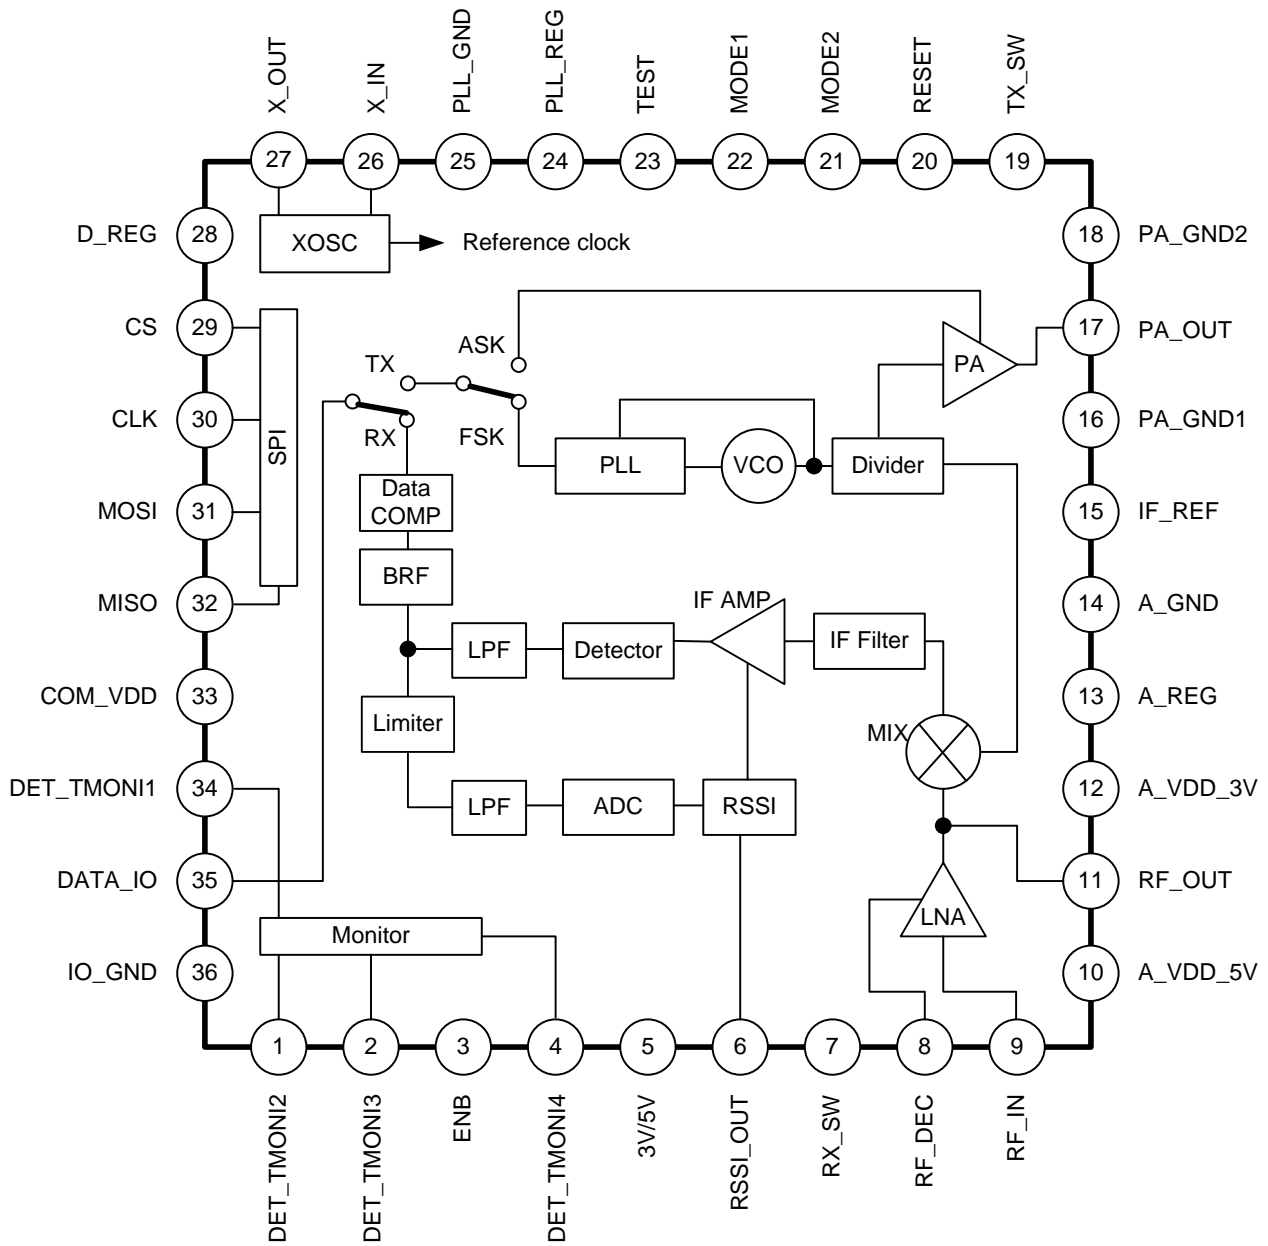 X_OUT
X_IN
PLL_GND
PLL_REG
TEST
MODE1
MODE2
RESET
TX_SW
27
26
25
24
23
22
21
20
19
D_REG
28
XOSC
Reference clock
18
PA_GND2
CS
29
ASK
PA
17
PA_OUT
TX
CLK
30
SPI
RX
FSK
16
PA_GND1
PLL
VCO
Divider
Data
COMP
MOSI
31
15
IF_REF
BRF
MISO
32
IF AMP
14
A_GND
LPF
Detector
IF Filter
COM_VDD
33
13
A_REG
Limiter
MIX
DET_TMONI1
34
12
A_VDD_3V
LPF
ADC
RSSI
DATA_IO
35
11
RF_OUT
LNA
Monitor
IO_GND
36
10
A_VDD_5V
1
2
3
4
5
6
7
8
9
DET_TMONI2
DET_TMONI3
ENB
DET_TMONI4
3V/5V
RSSI_OUT
RX_SW
RF_DEC
RF_IN